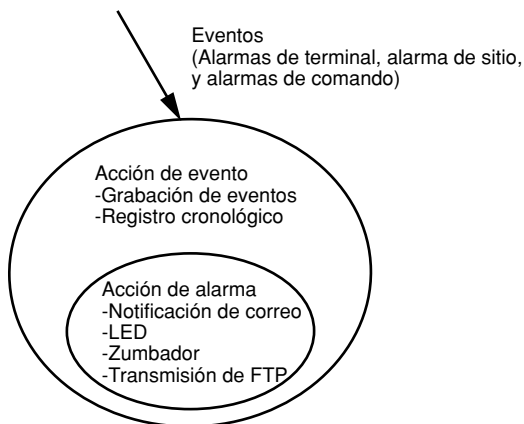 Eventos
(Alarmas de terminal, alarma de sitio,
y alarmas de comando)
Acción de evento
-Grabación de eventos
-Registro cronológico
Acción de alarma
-Notificación de correo
-LED
-Zumbador
-Transmisión de FTP